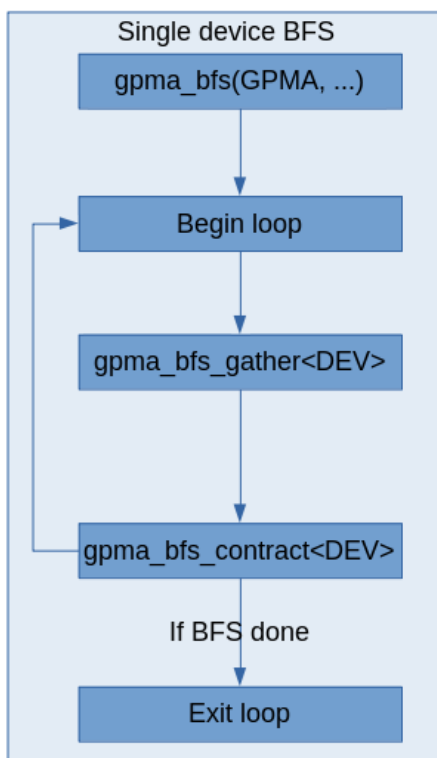 Single device BFS
gpma_bfs(GPMA, ...)
Begin loop
gpma_bfs_gather<DEV>
gpma_bfs_contract<DEV>
If BFS done
Exit loop